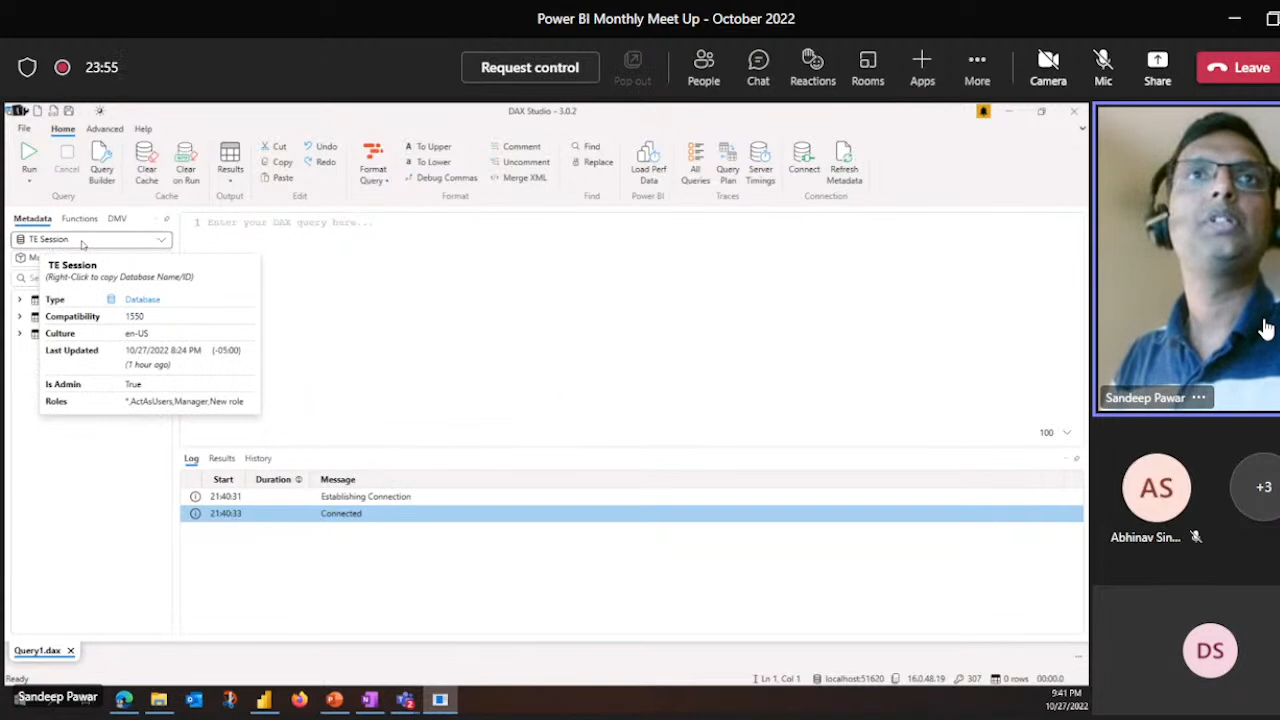 Power BI Monthly Meet Up - October 2022
23:55
Request control
Pop out
People
Chat
Reactions
Rooms
Apps
More
Camera
Mic
Share
Leave
DAX Studio - 3.0.2
File Home Advanced Help
Run
Cancel
Query Builder
Query
Clear Cache
Clear on Run
Cache
Results
Output
Cut
Copy
Paste
Undo
Redo
Edit
Format Query
To Upper
To Lower
Debug Commas
Comment
Uncomment
Merge XML
Format
Find
Replace
Find
Load Perf Data
Power BI
All Queries
Query Plan
Server Timings
Traces
Connect
Refresh Metadata
Connection
Metadata Functions DMV
TE Session
TE Session
(Right-Click to copy Database Name/ID)
Type Database
Compatibility 1550
Culture en-US
Last Updated 10/27/2022 8:24 PM (-05:00)
(1 hour ago)
Is Admin True
Roles *,ActAsUsers,Manager,New role
1 Enter your DAX query here...
100
Log Results History
Start Duration Message
21:40:31 Establishing Connection
21:40:33 Connected
Query1.dax
Ready
Ln 1, Col 1 localhost:51620 16.0.48.19 307 0 rows 00:00.0
Sandeep Pawar
9:41 PM
10/27/2022
Sandeep Pawar
AS
+3
Abhinav Sin...
DS